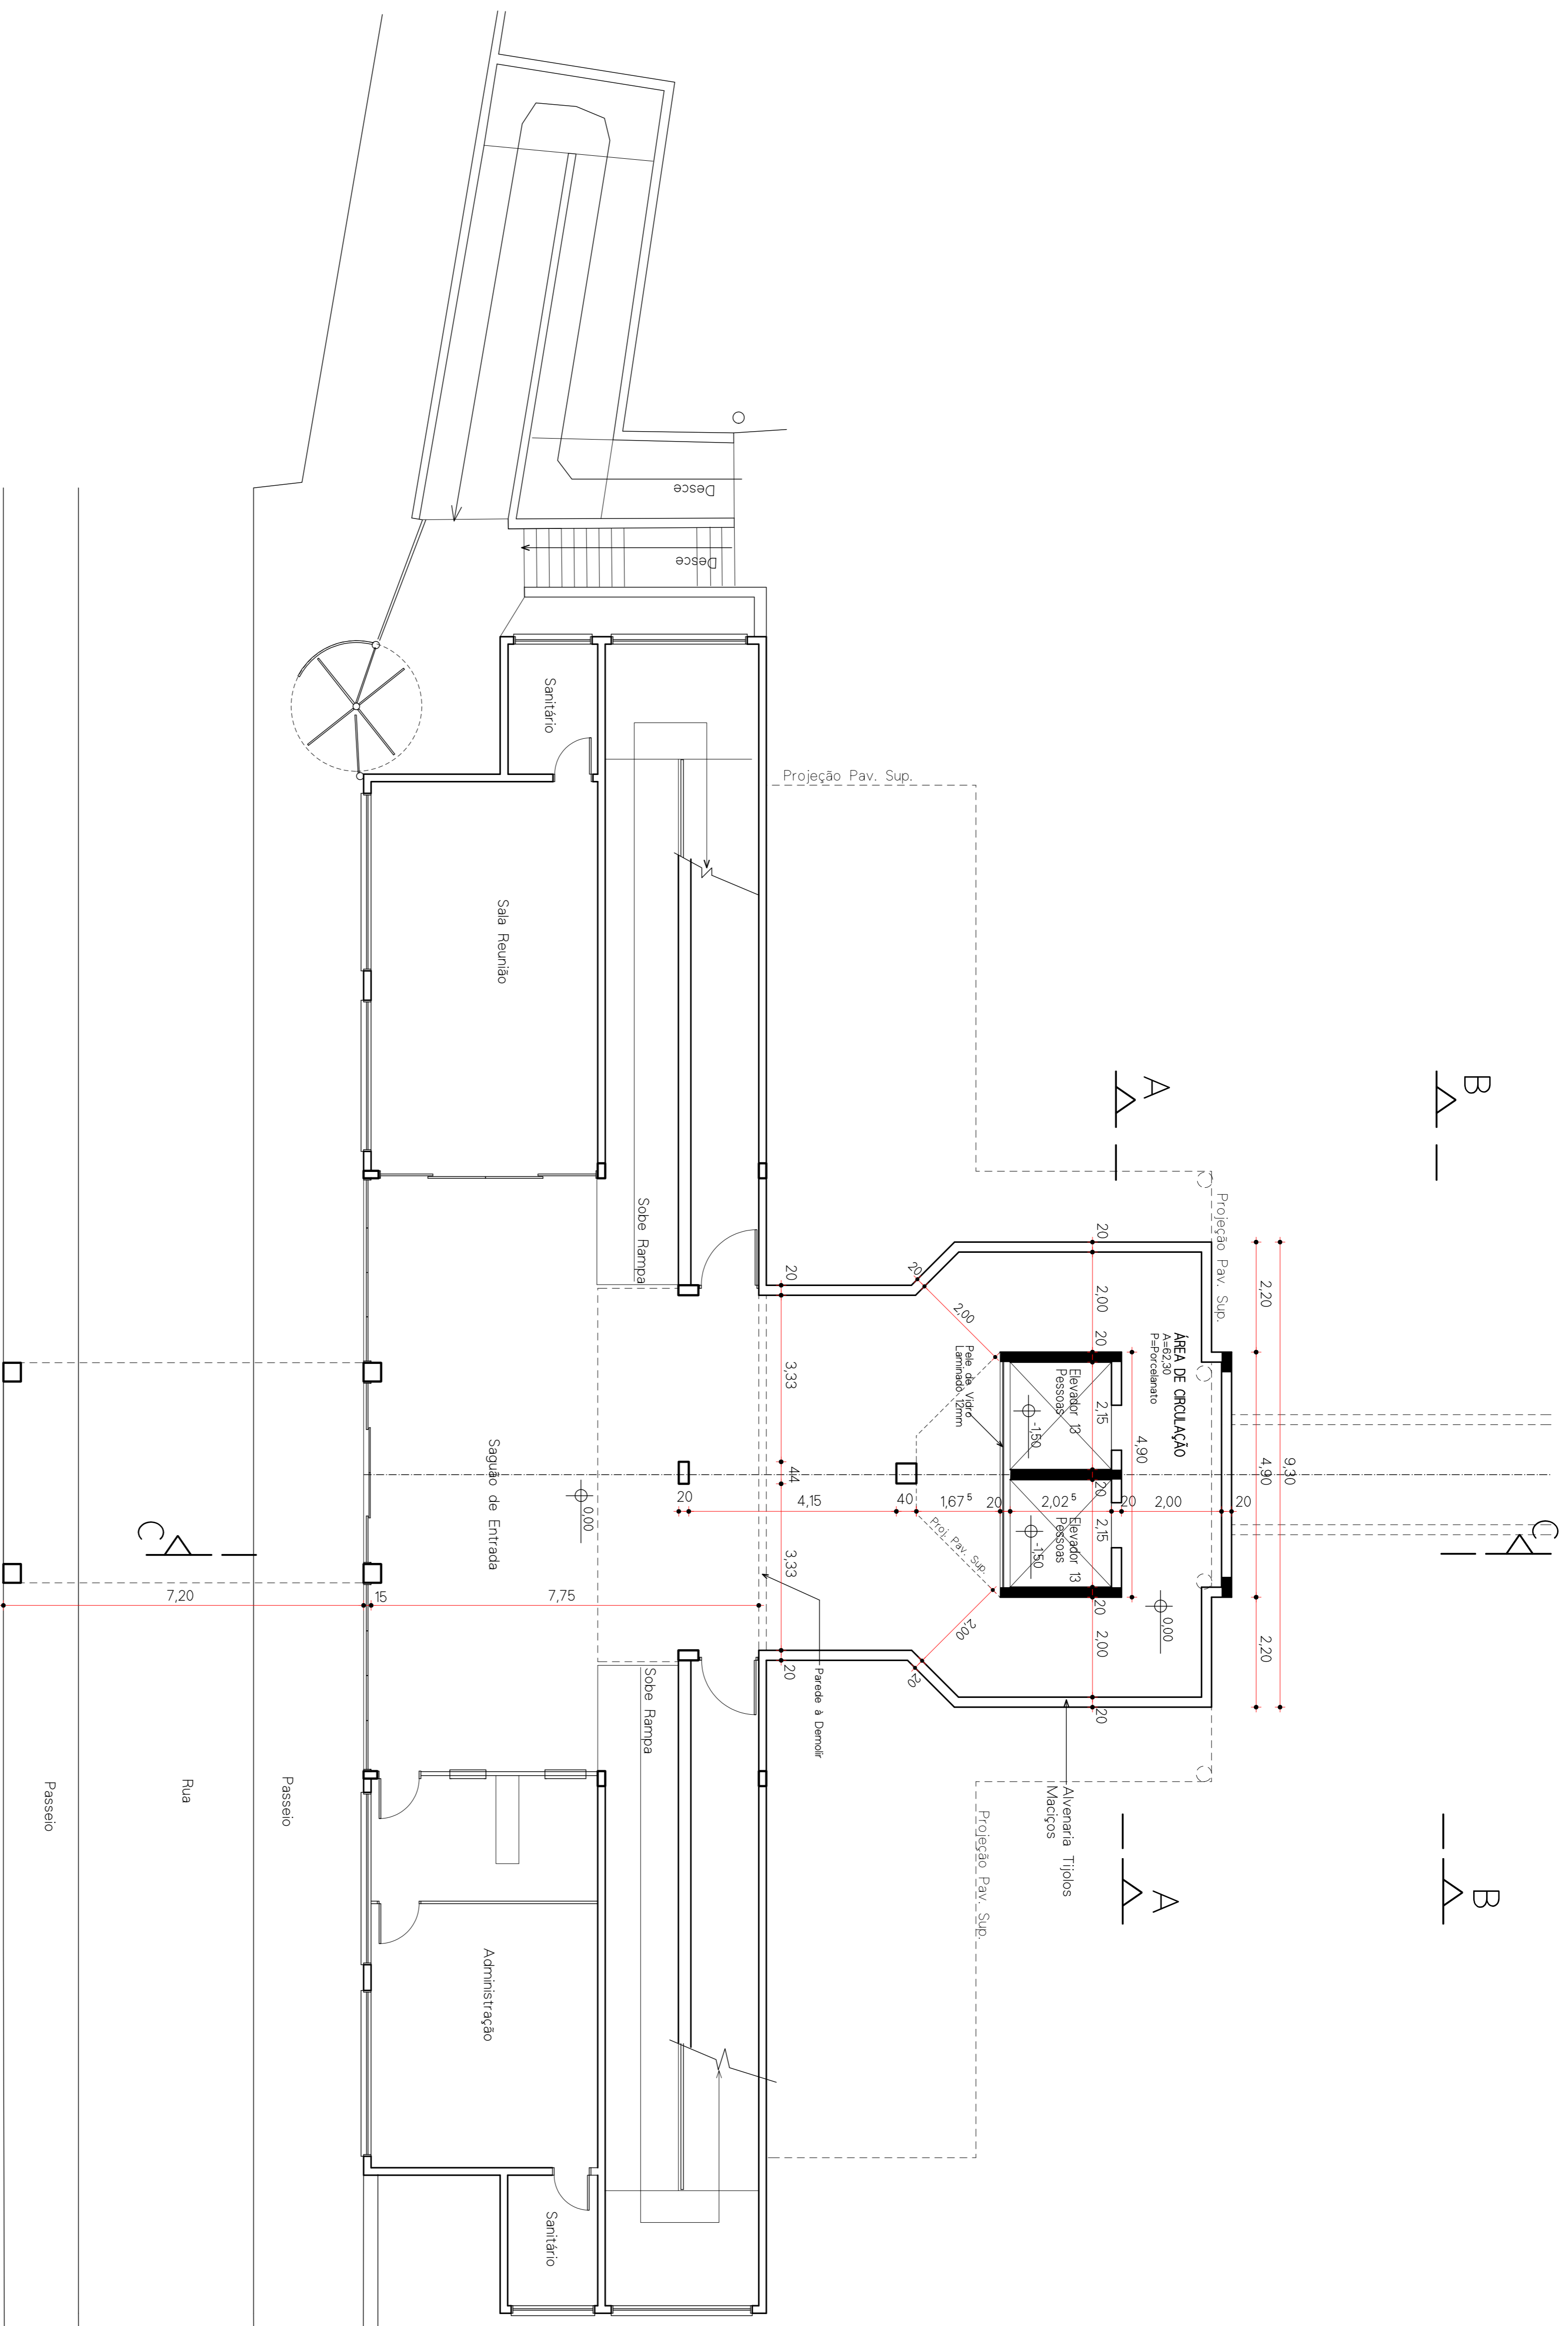 B
A
Projeção Pav. Sup.
Projeção Pav. Sup.
9,30
2,20
4,90
2,20
20
20
2,00
20
2,15
20
2,15
20
2,00
20
ÁREA DE CIRCULAÇÃO
A=62,30
P=Porcelanato
4,90
Elevador 13
Pessoas
-1,50
Elevador 13
Pessoas
-1,50
0,00
Pele de Vidro
Laminado 12mm
20
2,00
2,00
20
Proj. Pav. Sup.
20
4,15
40
1,67⁵
20
2,02⁵
20
2,00
20
20
3,33
44
3,33
20
Parede à Demolir
Alvenaria Tijolos
Maciços
Projeção Pav. Sup.
A
B
C
C
Desce
Desce
Sanitário
Sala Reunião
Sobe Rampa
Saguão de Entrada
0,00
Sobe Rampa
Administração
Sanitário
7,20
15
7,75
Passeio
Rua
Passeio